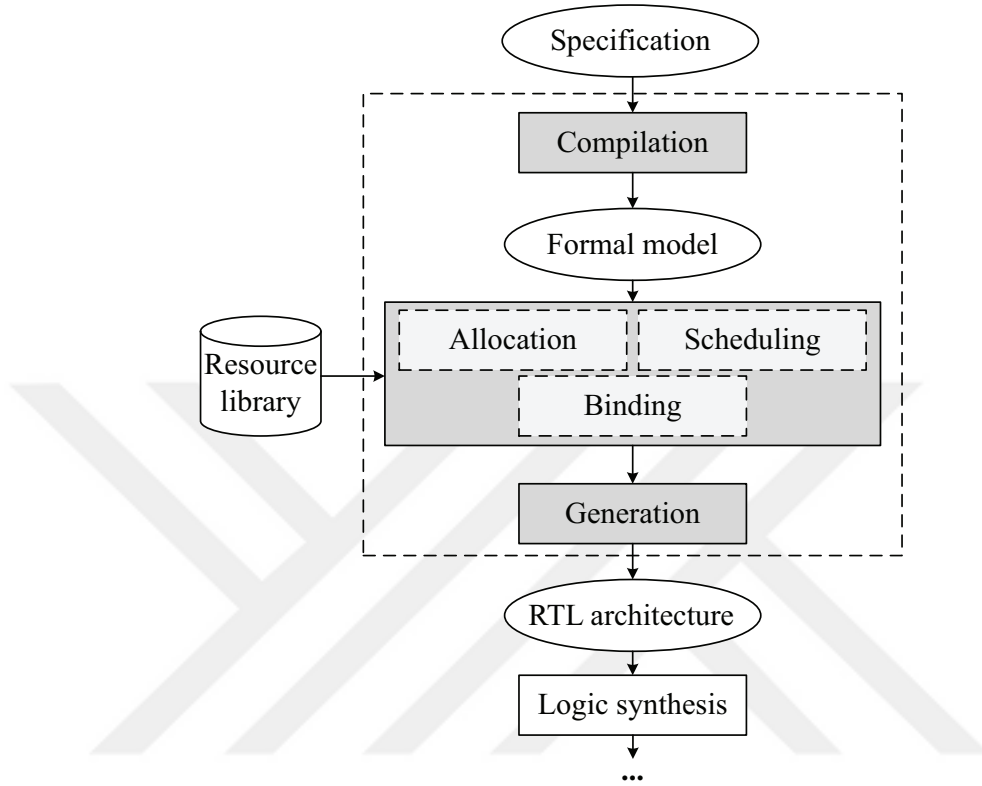 Specification
Compilation
Formal model
Allocation
Scheduling
Resource
library
Binding
Generation
RTL architecture
Logic synthesis
...